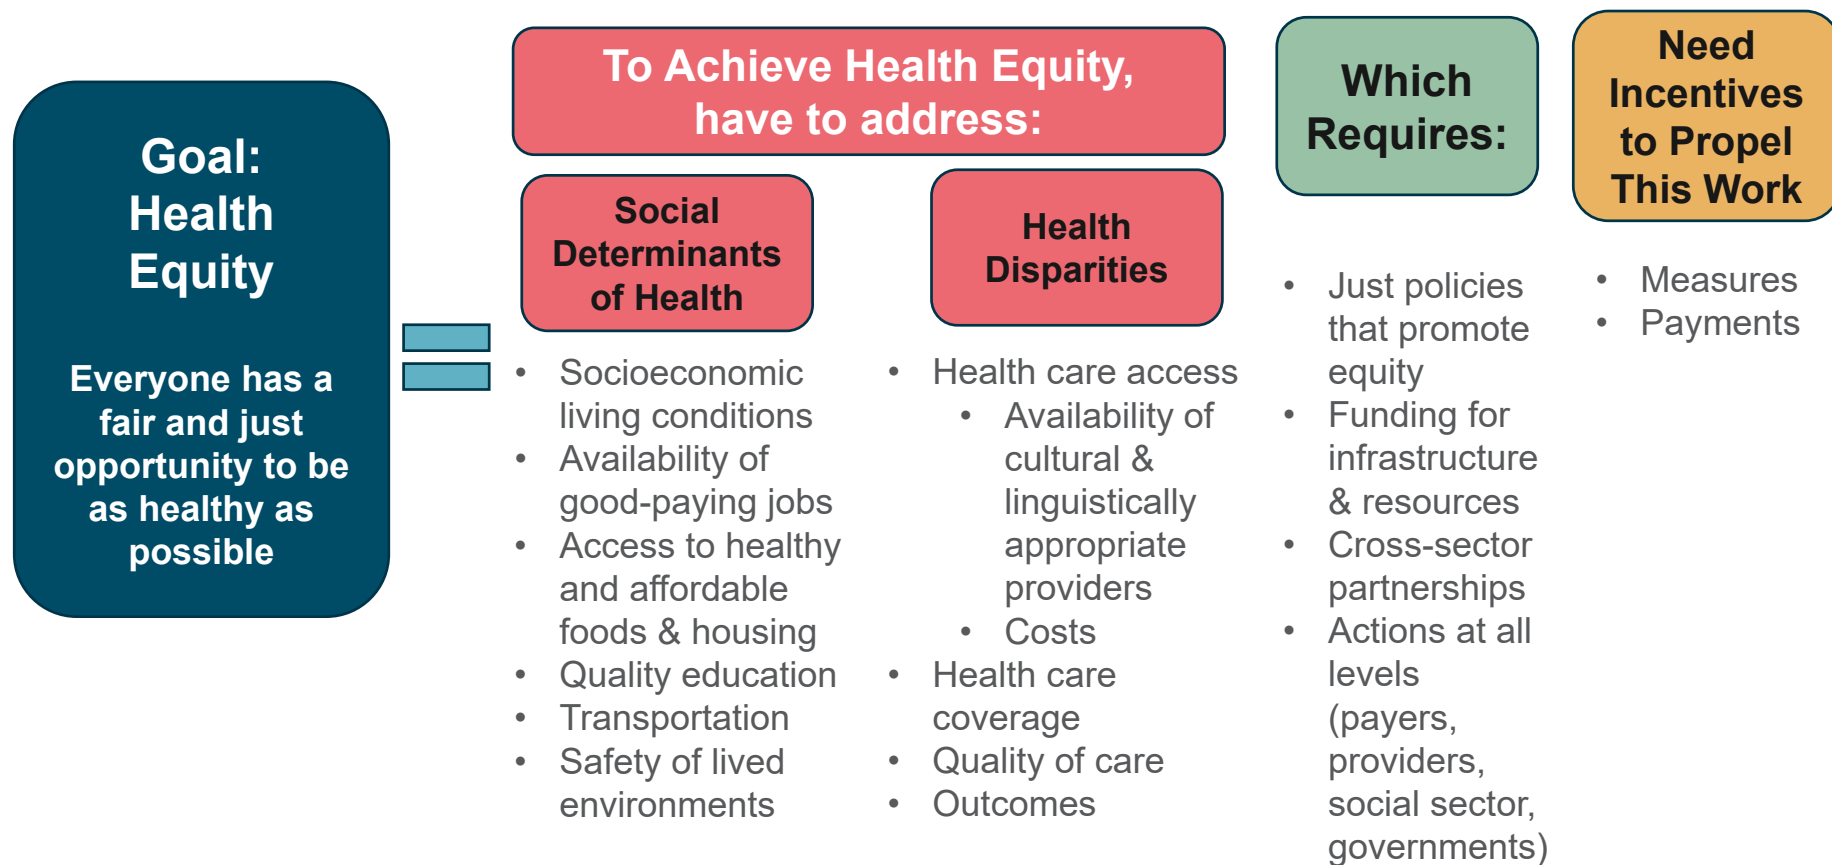 Goal:
Health
Equity
Everyone has a
fair and just
opportunity to be
as healthy as
possible
To Achieve Health Equity,
have to address:
Social
Determinants
of Health
• Socioeconomic
living conditions
• Availability of
good-paying jobs
• Access to healthy
and affordable
foods & housing
• Quality education
• Transportation
• Safety of lived
environments
Health
Disparities
• Health care access
• Availability of
cultural &
linguistically
appropriate
providers
• Costs
• Health care
coverage
• Quality of care
• Outcomes
Which
Requires:
• Just policies
that promote
equity
• Funding for
infrastructure
& resources
• Cross-sector
partnerships
• Actions at all
levels
(payers,
providers,
social sector,
governments)
Need
Incentives
to Propel
This Work
• Measures
• Payments